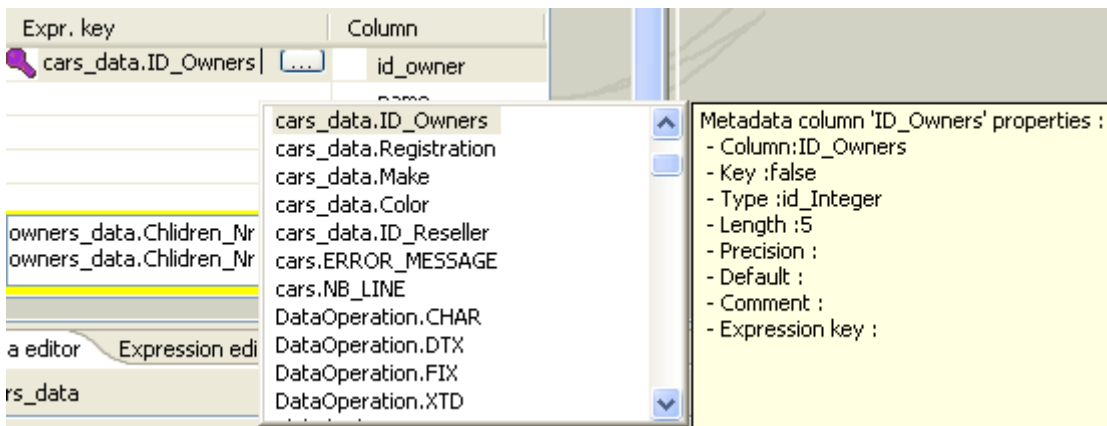 Expr. key Column
cars_data.ID_Owners ... id_owner
name
cars_data.ID_Owners
cars_data.Registration
cars_data.Make
cars_data.Color
cars_data.ID_Reseller
cars.ERROR_MESSAGE
cars.NB_LINE
DataOperation.CHAR
DataOperation.DTX
DataOperation.FIX
DataOperation.XTD
Metadata column 'ID_Owners' properties :
- Column:ID_Owners
- Key :false
- Type :id_Integer
- Length :5
- Precision :
- Default :
- Comment :
- Expression key :
owners_data.Chlidren_Nr
owners_data.Chlidren_Nr
a editor Expression edi
rs_data